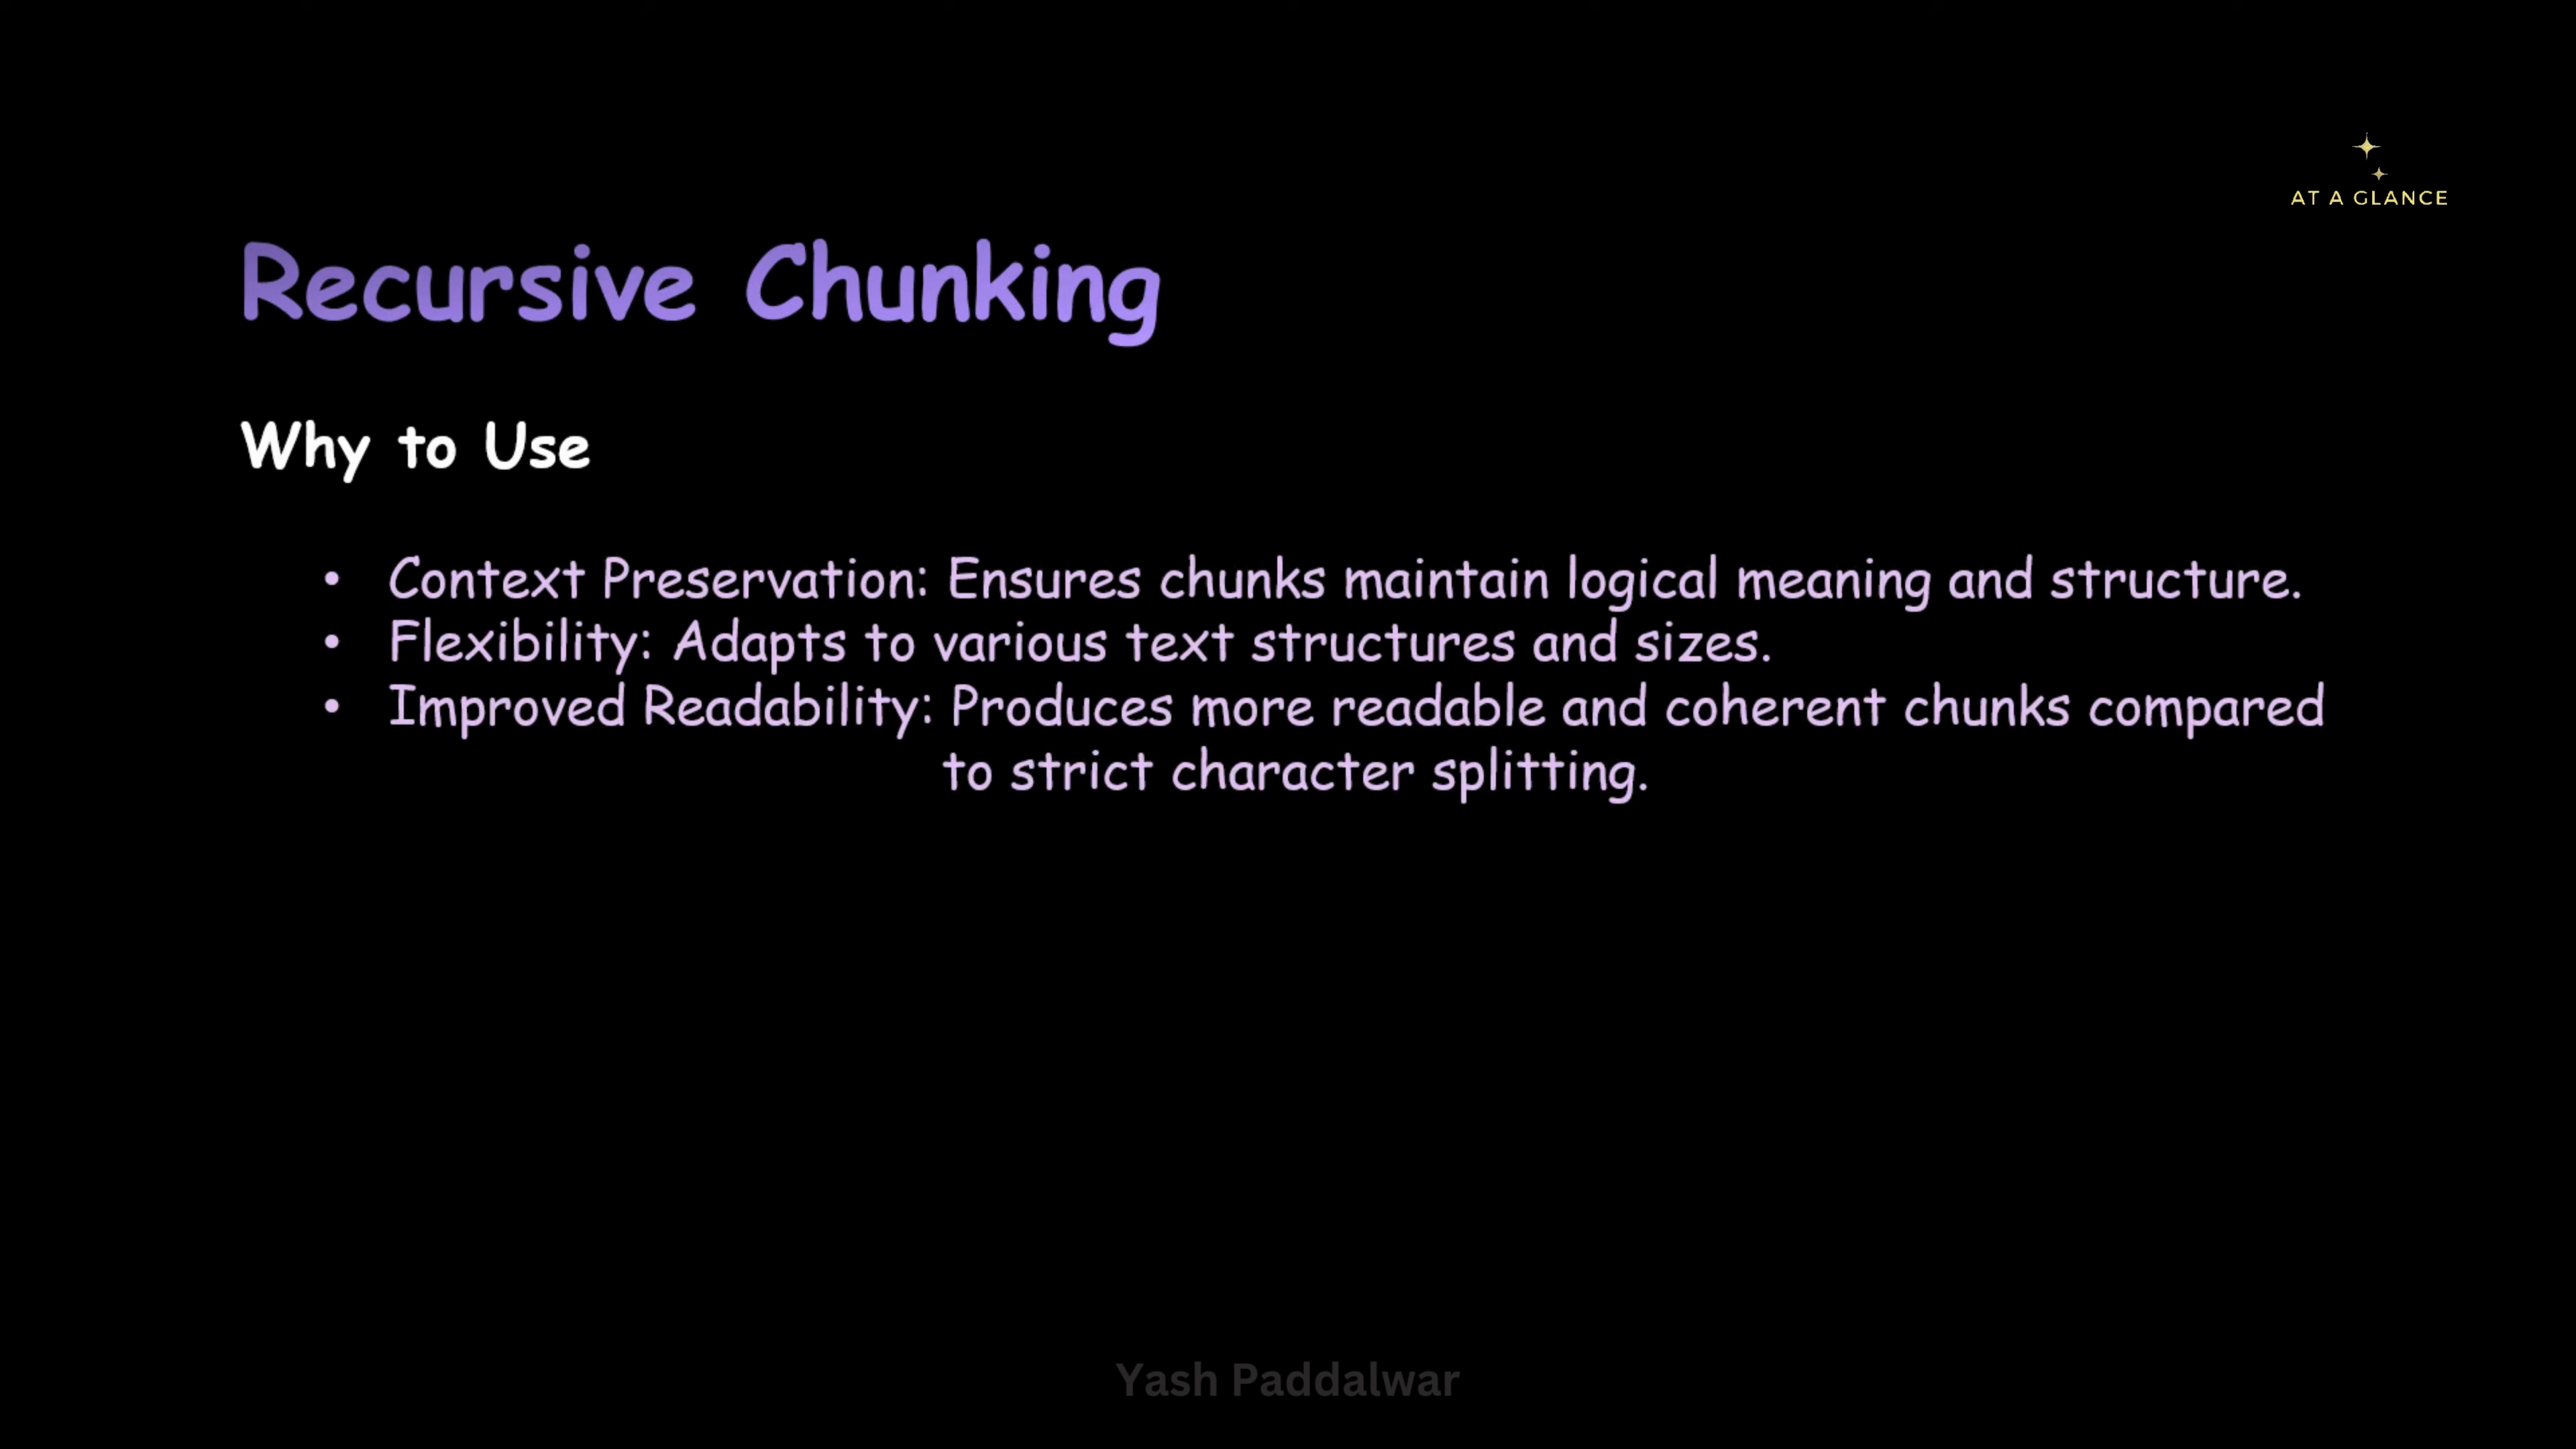 AT A GLANCE
Recursive Chunking
Why to Use
• Context Preservation: Ensures chunks maintain logical meaning and structure.
• Flexibility: Adapts to various text structures and sizes.
• Improved Readability: Produces more readable and coherent chunks compared
to strict character splitting.
Yash Paddalwar